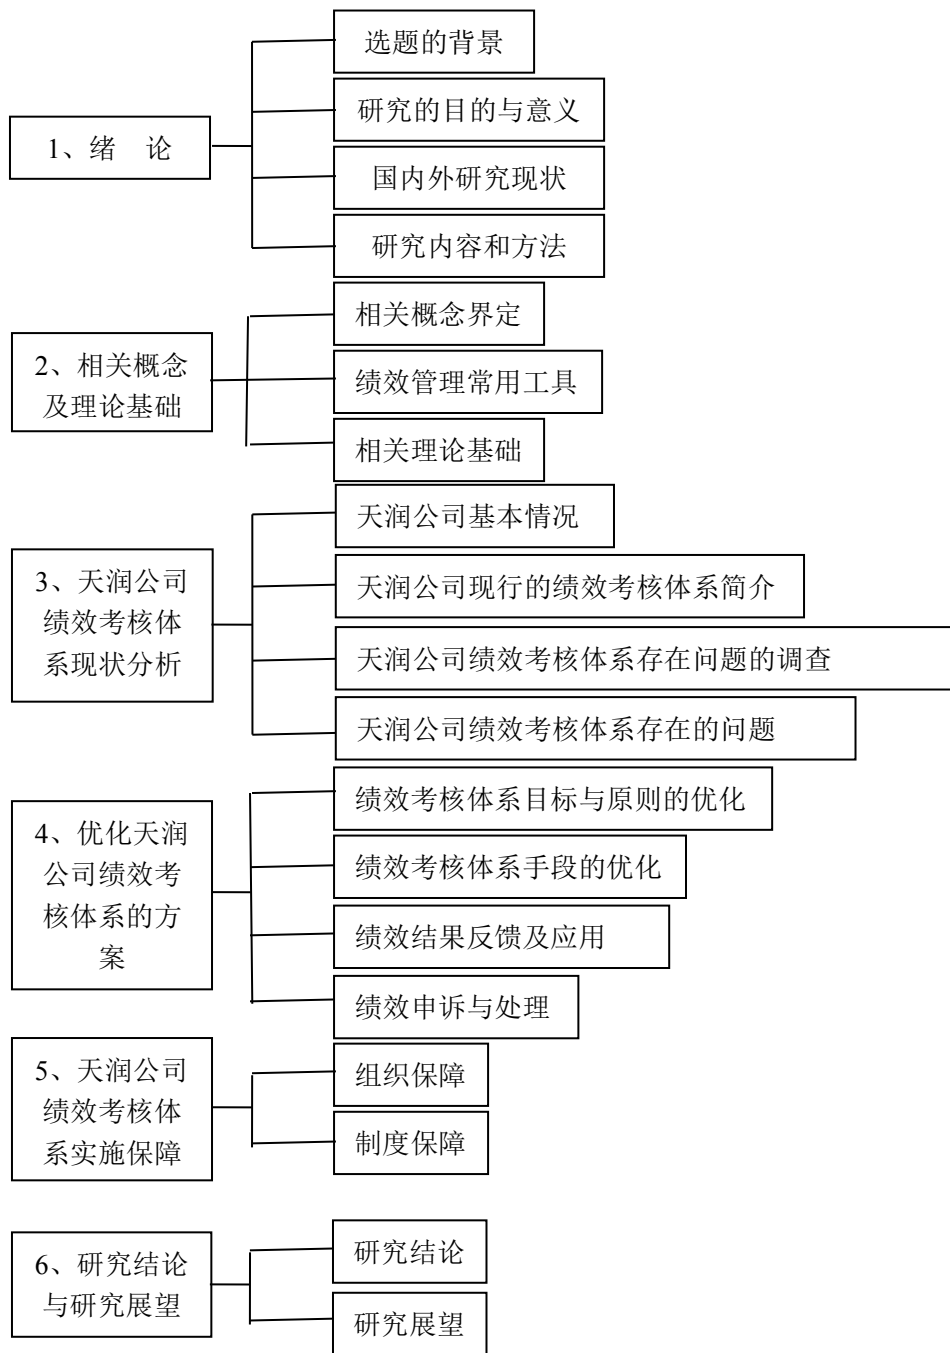 1、绪　论
选题的背景
研究的目的与意义
国内外研究现状
研究内容和方法
2、相关概念
及理论基础
相关概念界定
绩效管理常用工具
相关理论基础
3、天润公司
绩效考核体
系现状分析
天润公司基本情况
天润公司现行的绩效考核体系简介
天润公司绩效考核体系存在问题的调查
天润公司绩效考核体系存在的问题
4、优化天润
公司绩效考
核体系的方
案
绩效考核体系目标与原则的优化
绩效考核体系手段的优化
绩效结果反馈及应用
绩效申诉与处理
5、天润公司
绩效考核体
系实施保障
组织保障
制度保障
6、研究结论
与研究展望
研究结论
研究展望